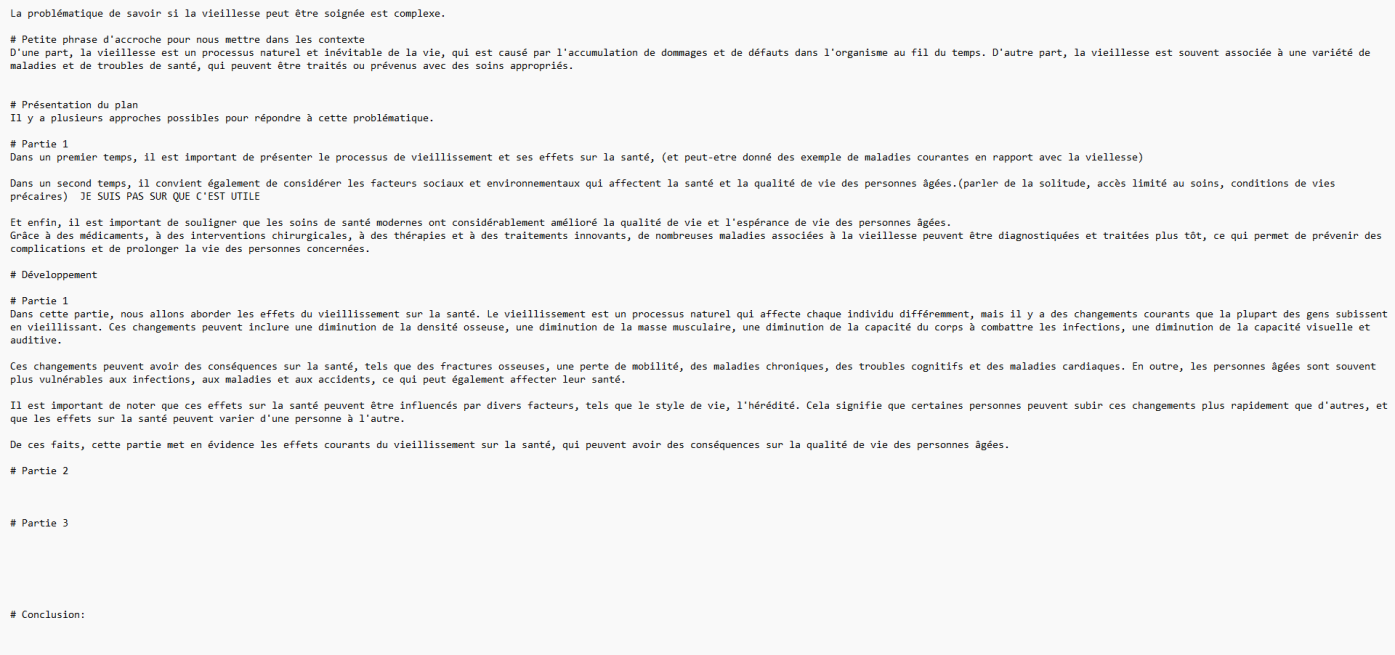 La problématique de savoir si la vieillesse peut être soignée est complexe.
# Petite phrase d'accroche pour nous mettre dans les contexte
D'une part, la vieillesse est un processus naturel et inévitable de la vie, qui est causé par l'accumulation de dommages et de défauts dans l'organisme au fil du temps. D'autre part, la vieillesse est souvent associée à une variété de
maladies et de troubles de santé, qui peuvent être traités ou prévenus avec des soins appropriés.
# Présentation du plan
Il y a plusieurs approches possibles pour répondre à cette problématique.
# Partie 1
Dans un premier temps, il est important de présenter le processus de vieillissement et ses effets sur la santé, (et peut-etre donné des exemple de maladies courantes en rapport avec la viellesse)
Dans un second temps, il convient également de considérer les facteurs sociaux et environnementaux qui affectent la santé et la qualité de vie des personnes âgées.(parler de la solitude, accès limité au soins, conditions de vies
précaires)  JE SUIS PAS SUR QUE C'EST UTILE
Et enfin, il est important de souligner que les soins de santé modernes ont considérablement amélioré la qualité de vie et l'espérance de vie des personnes âgées.
Grâce à des médicaments, à des interventions chirurgicales, à des thérapies et à des traitements innovants, de nombreuses maladies associées à la vieillesse peuvent être diagnostiquées et traitées plus tôt, ce qui permet de prévenir des
complications et de prolonger la vie des personnes concernées.
# Développement
# Partie 1
Dans cette partie, nous allons aborder les effets du vieillissement sur la santé. Le vieillissement est un processus naturel qui affecte chaque individu différemment, mais il y a des changements courants que la plupart des gens subissent
en vieillissant. Ces changements peuvent inclure une diminution de la densité osseuse, une diminution de la masse musculaire, une diminution de la capacité du corps à combattre les infections, une diminution de la capacité visuelle et
auditive.
Ces changements peuvent avoir des conséquences sur la santé, tels que des fractures osseuses, une perte de mobilité, des maladies chroniques, des troubles cognitifs et des maladies cardiaques. En outre, les personnes âgées sont souvent
plus vulnérables aux infections, aux maladies et aux accidents, ce qui peut également affecter leur santé.
Il est important de noter que ces effets sur la santé peuvent être influencés par divers facteurs, tels que le style de vie, l'hérédité. Cela signifie que certaines personnes peuvent subir ces changements plus rapidement que d'autres, et
que les effets sur la santé peuvent varier d'une personne à l'autre.
De ces faits, cette partie met en évidence les effets courants du vieillissement sur la santé, qui peuvent avoir des conséquences sur la qualité de vie des personnes âgées.
# Partie 2
# Partie 3
# Conclusion: